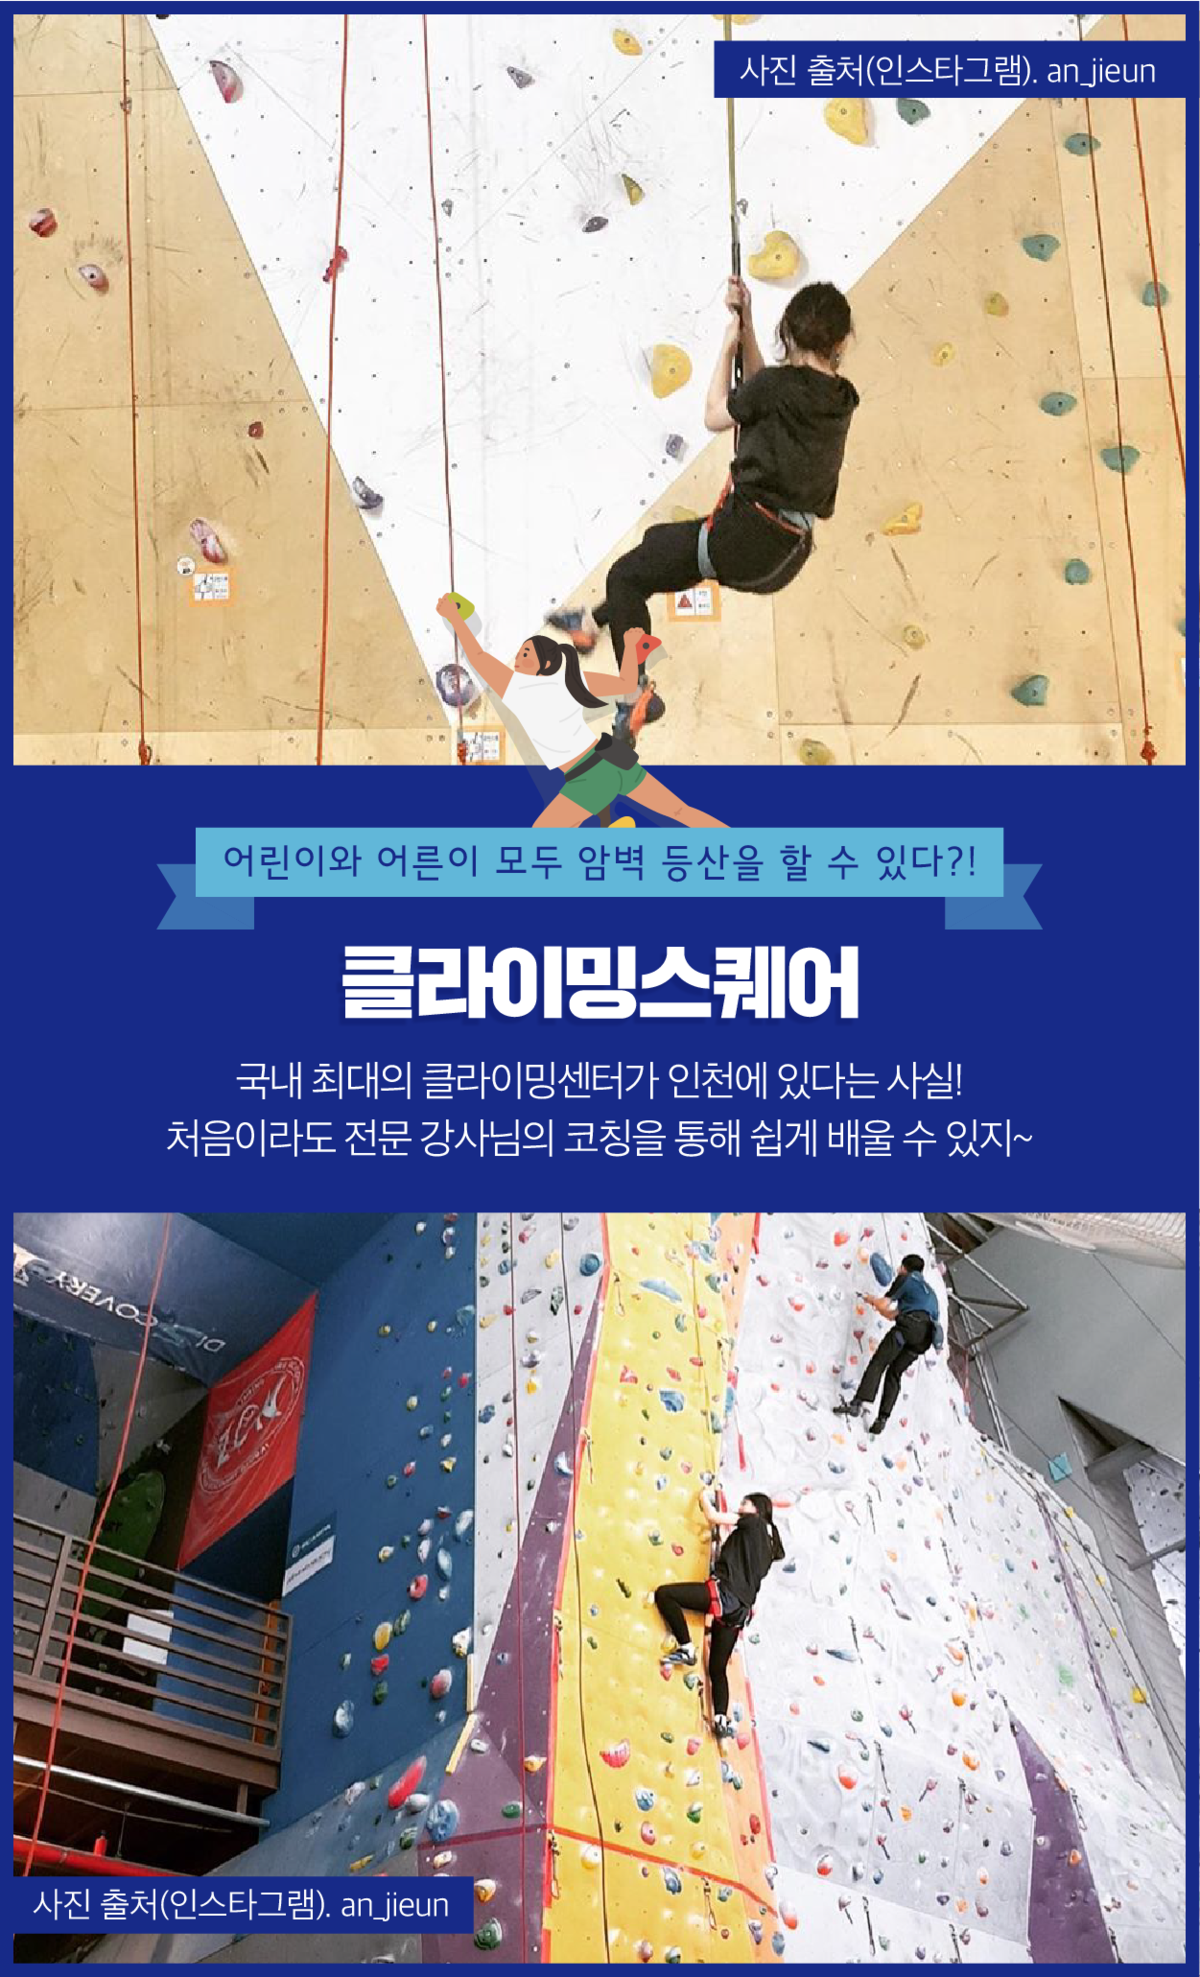 사진 출처(인스타그램). an_jieun
어린이와 어른이 모두 암벽 등산을 할 수 있다?!
클라이밍스퀘어
국내 최대의 클라이밍센터가 인천에 있다는 사실!
처음이라도 전문 강사님의 코칭을 통해 쉽게 배울 수 있지~
사진 출처(인스타그램). an_jieun